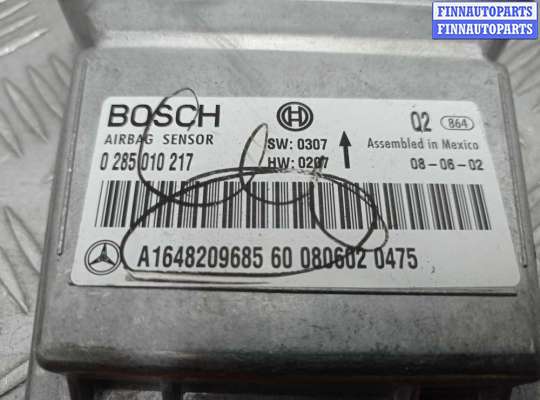 FINNAUTOPARTS
FINNAUTOPARTS
BOSCH
AIRBAG SENSOR
0 285 010 217
SW: 0307
HW: 0207
Q2 864
Assembled in Mexico
08-06-02
A1648209685 60 080602 0475